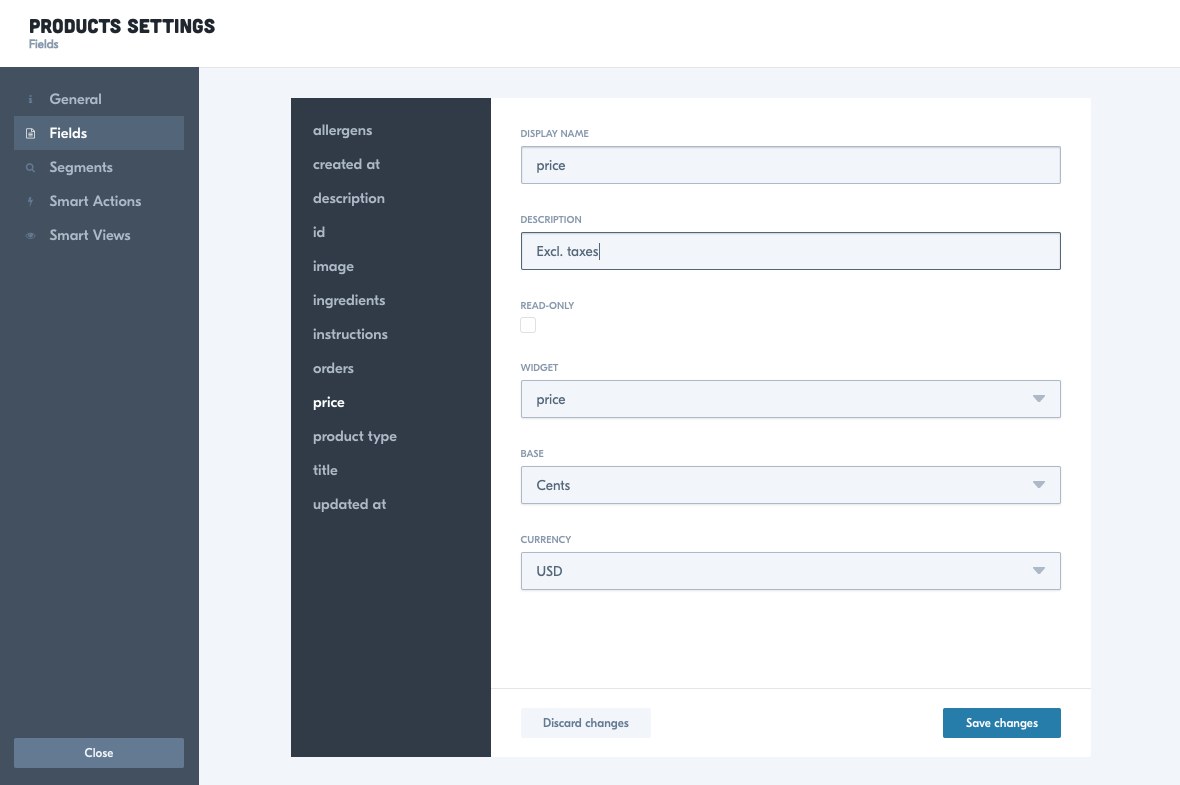 PRODUCTS SETTINGS
Fields
General
Fields
Segments
Smart Actions
Smart Views
Close
allergens
created at
description
id
image
ingredients
instructions
orders
price
product type
title
updated at
DISPLAY NAME
price
DESCRIPTION
Excl. taxes
READ-ONLY
WIDGET
price
BASE
Cents
CURRENCY
USD
Discard changes
Save changes